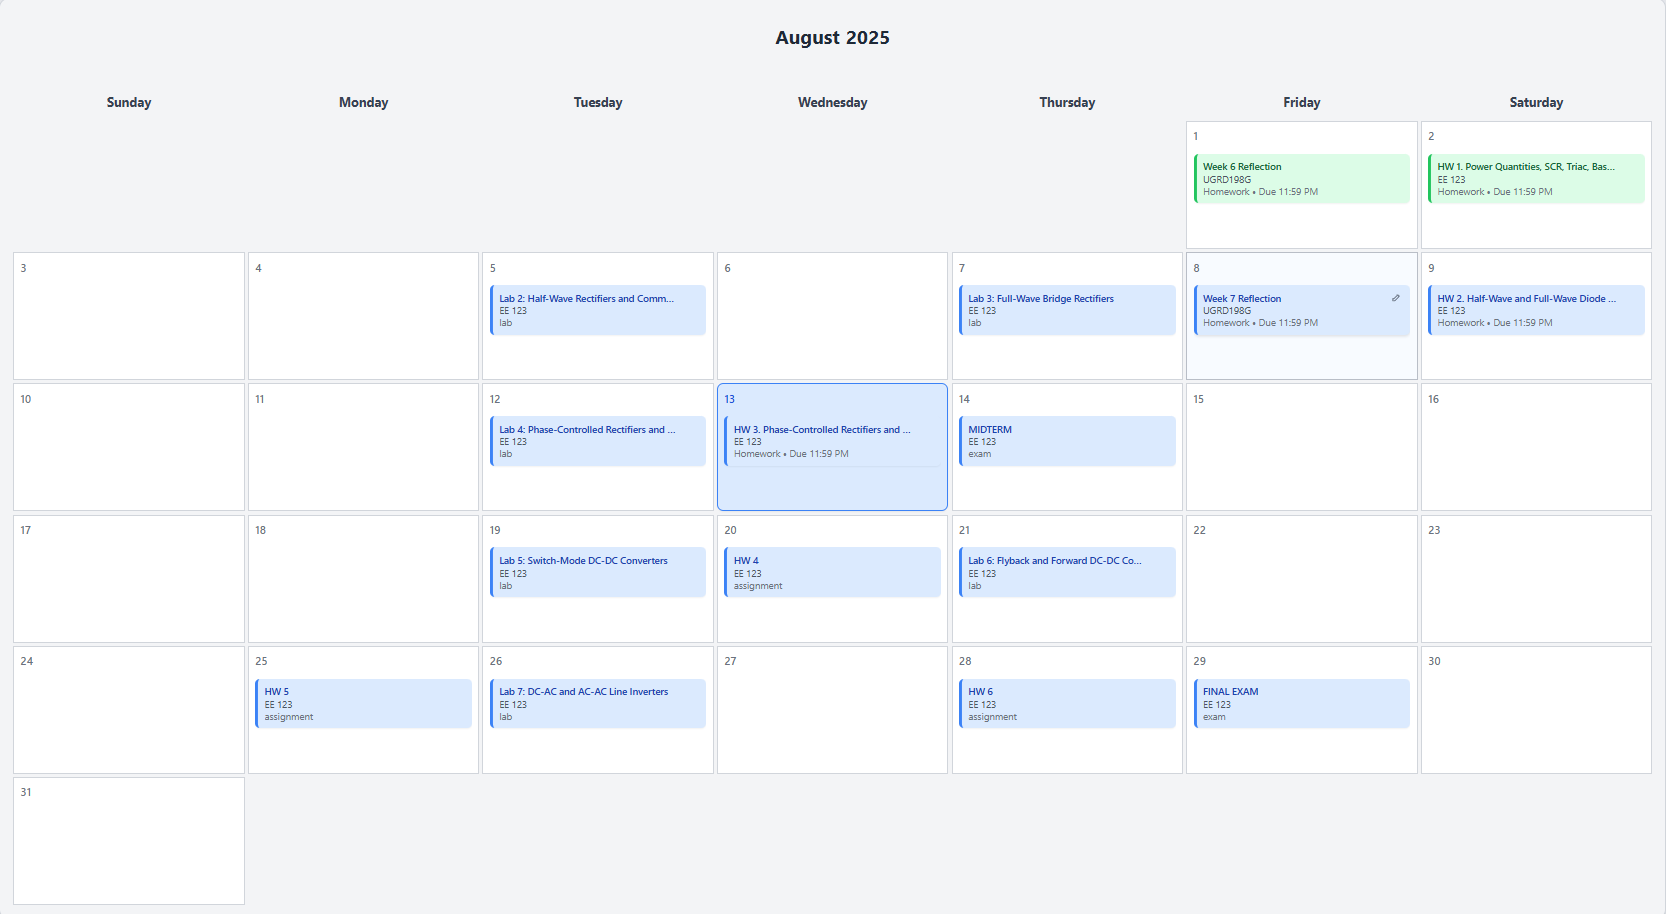 August 2025
Sunday Monday Tuesday Wednesday Thursday Friday Saturday
1
Week 6 Reflection
UGRD198G
Homework • Due 11:59 PM
2
HW 1. Power Quantities, SCR, Triac, Bas...
EE 123
Homework • Due 11:59 PM
3
4
5
Lab 2: Half-Wave Rectifiers and Comm...
EE 123
lab
6
7
Lab 3: Full-Wave Bridge Rectifiers
EE 123
lab
8
Week 7 Reflection
UGRD198G
Homework • Due 11:59 PM
9
HW 2. Half-Wave and Full-Wave Diode ...
EE 123
Homework • Due 11:59 PM
10
11
12
Lab 4: Phase-Controlled Rectifiers and ...
EE 123
lab
13
HW 3. Phase-Controlled Rectifiers and ...
EE 123
Homework • Due 11:59 PM
14
MIDTERM
EE 123
exam
15
16
17
18
19
Lab 5: Switch-Mode DC-DC Converters
EE 123
lab
20
HW 4
EE 123
assignment
21
Lab 6: Flyback and Forward DC-DC Co...
EE 123
lab
22
23
24
25
HW 5
EE 123
assignment
26
Lab 7: DC-AC and AC-AC Line Inverters
EE 123
lab
27
28
HW 6
EE 123
assignment
29
FINAL EXAM
EE 123
exam
30
31